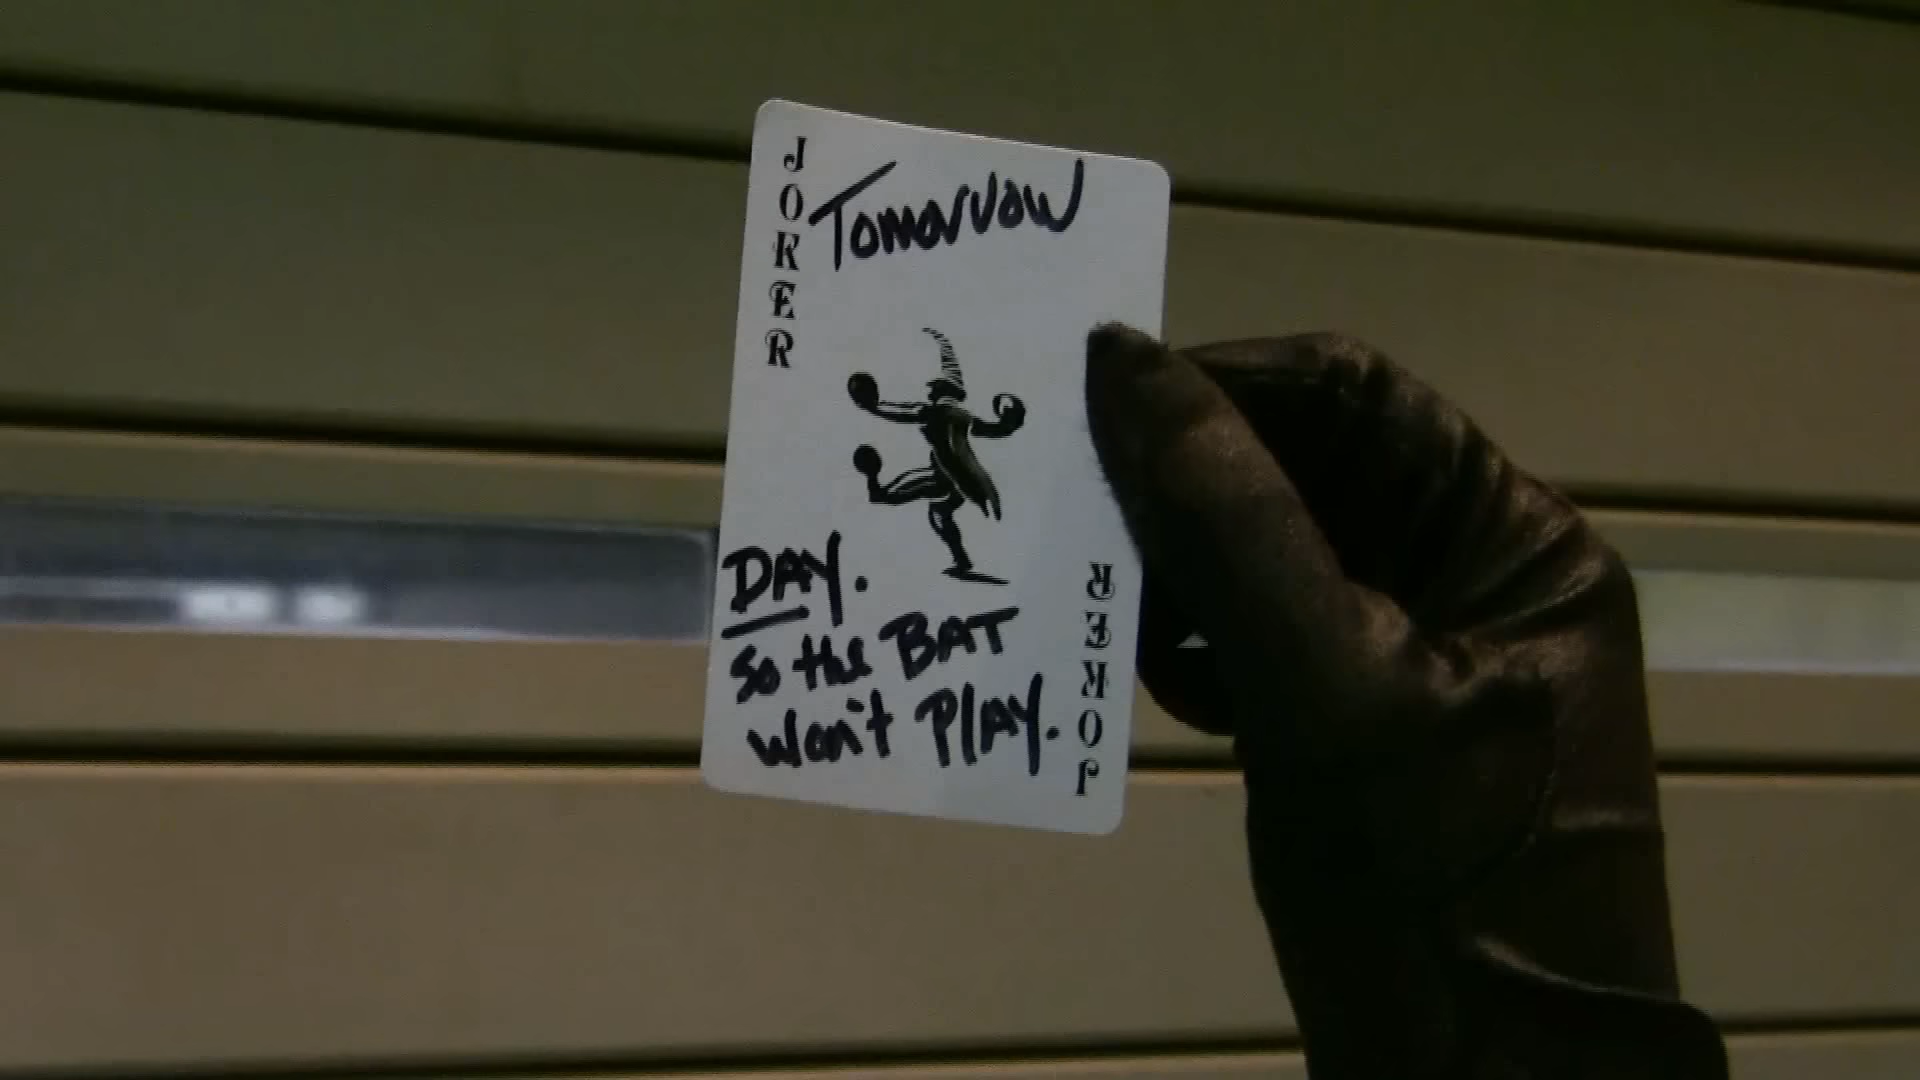 JOKER
Tomorrow
DAY.
So the BAT
Won't PLAY.
JOKER